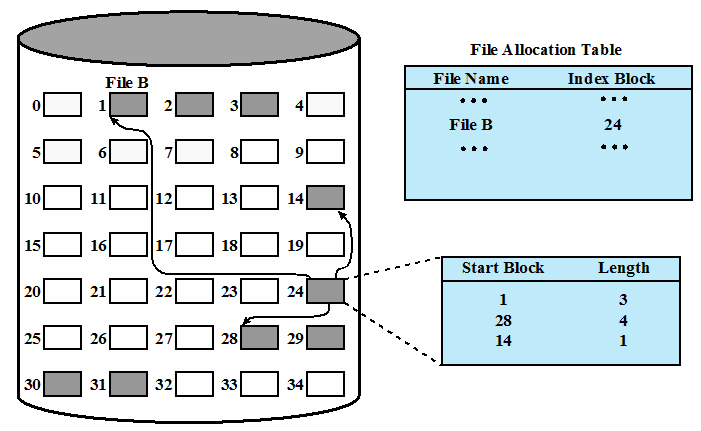 File Allocation Table
File Name Index Block
• • • • • •
File B 24
• • • • • •
File B
0 1 2 3 4
5 6 7 8 9
10 11 12 13 14
15 16 17 18 19
20 21 22 23 24
25 26 27 28 29
30 31 32 33 34
Start Block Length
1 3
28 4
14 1